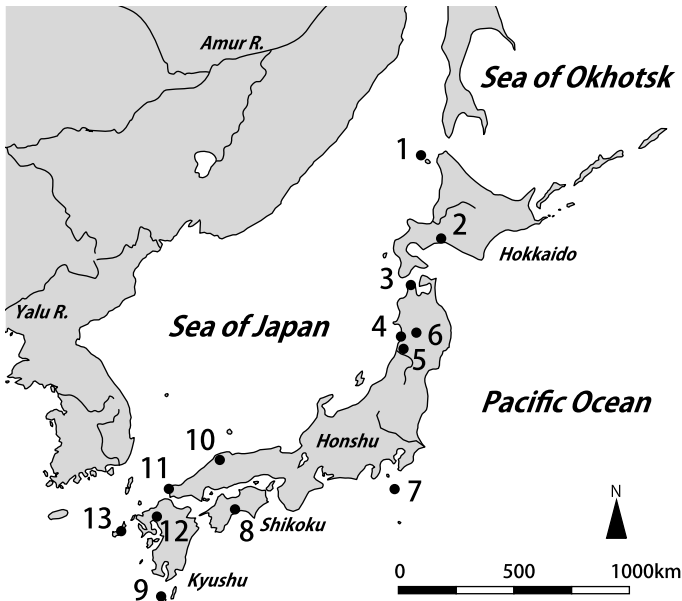 Amur R.
Sea of Okhotsk
1
2
Hokkaido
3
Yalu R.
Sea of Japan
4
6
5
Pacific Ocean
10
Honshu
11
7
N
13
12
8
Shikoku
9
Kyushu
0 500 1000km